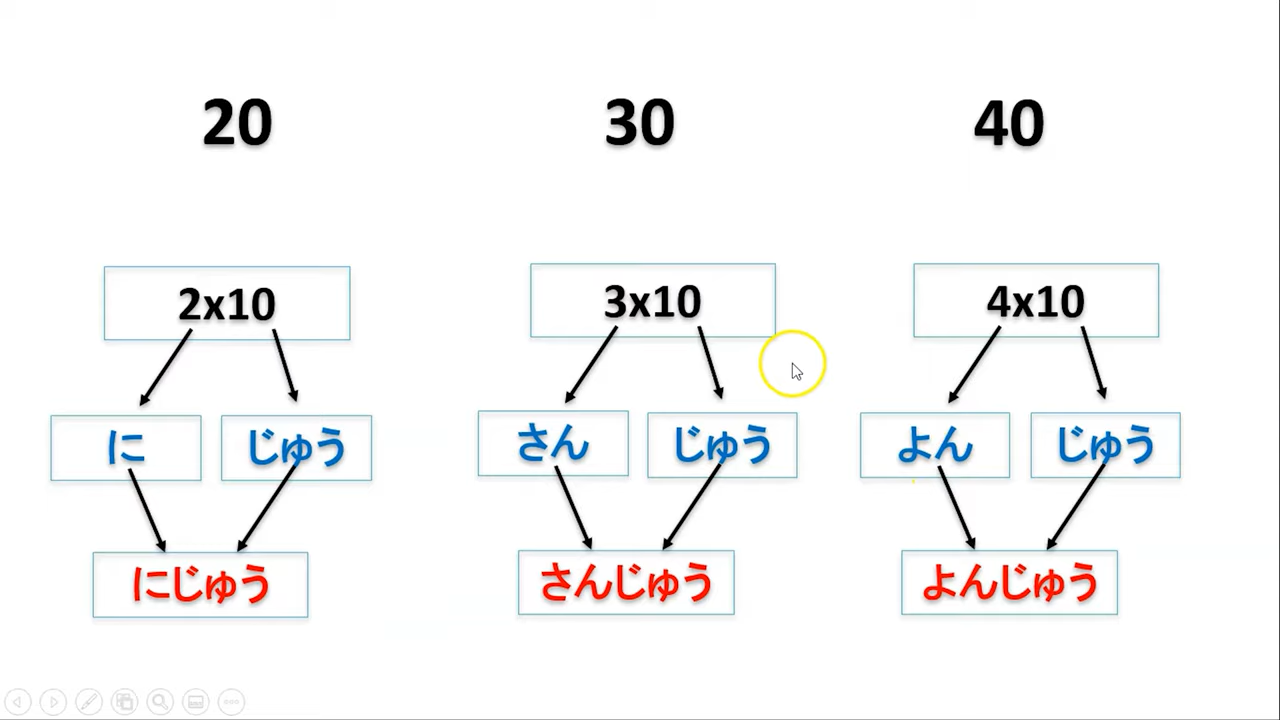 20 30 40
2x10 3x10 4x10
に じゅう さん じゅう よん じゅう
にじゅう さんじゅう よんじゅう